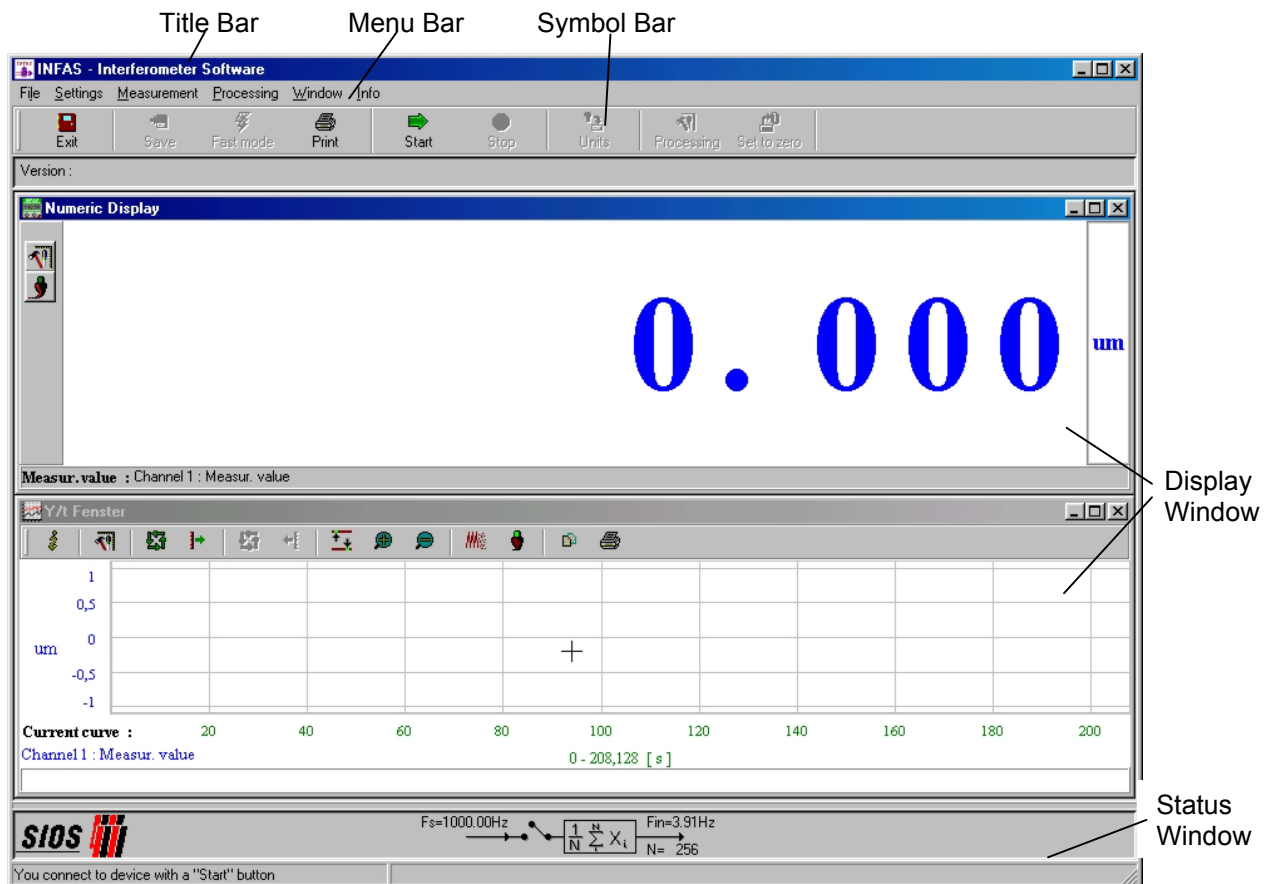 Title Bar Menu Bar Symbol Bar
INFAS - Interferometer Software
File Settings Measurement Processing Window Info
Exit Save Fast mode Print Start Stop Units Processing Set to zero
Version :
Numeric Display
0.000 um
Measur.value : Channel 1 : Measur. value
Display
Window
Y/t Fenster
1
0,5
0
um
-0,5
-1
Current curve : 20 40 60 80 100 120 140 160 180 200
Channel 1 : Measur. value 0 - 208,128 [ s ]
Status
Window
SIOS Fs=1000.00Hz 1/N N Σ 1 Xi Fin=3.91Hz
N= 256
You connect to device with a "Start" button